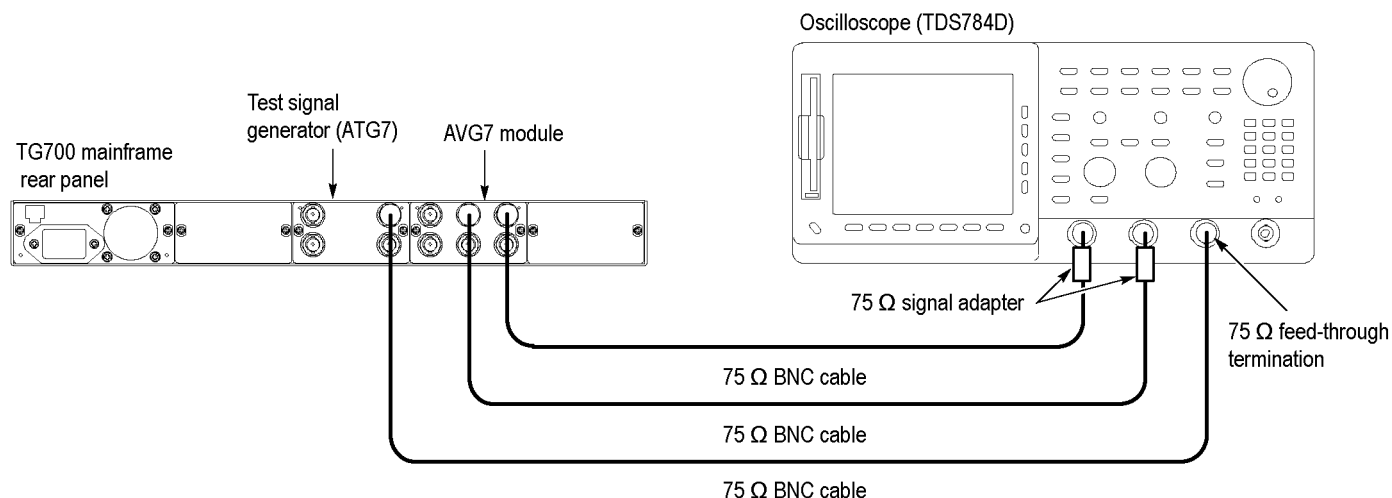 Oscilloscope (TDS784D)
Test signal
generator (ATG7)
AVG7 module
TG700 mainframe
rear panel
75 Ω signal adapter
75 Ω feed-through
termination
75 Ω BNC cable
75 Ω BNC cable
75 Ω BNC cable